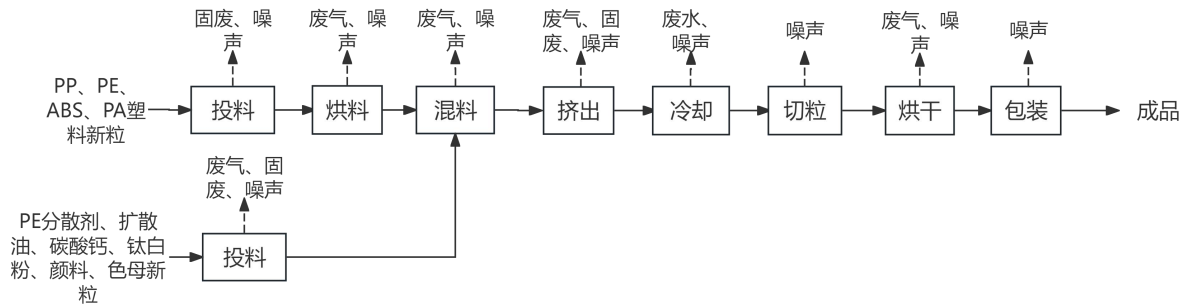 固废、噪
声
废气、噪
声
废气、噪
声
废气、固
废、噪声
废水、
噪声
噪声
废气、噪
声
噪声
PP、PE、
ABS、PA塑
料新粒
投料
烘料
混料
挤出
冷却
切粒
烘干
包装
成品
废气、固
废、噪声
PE分散剂、扩散
油、碳酸钙、钛白
粉、颜料、色母新
粒
投料